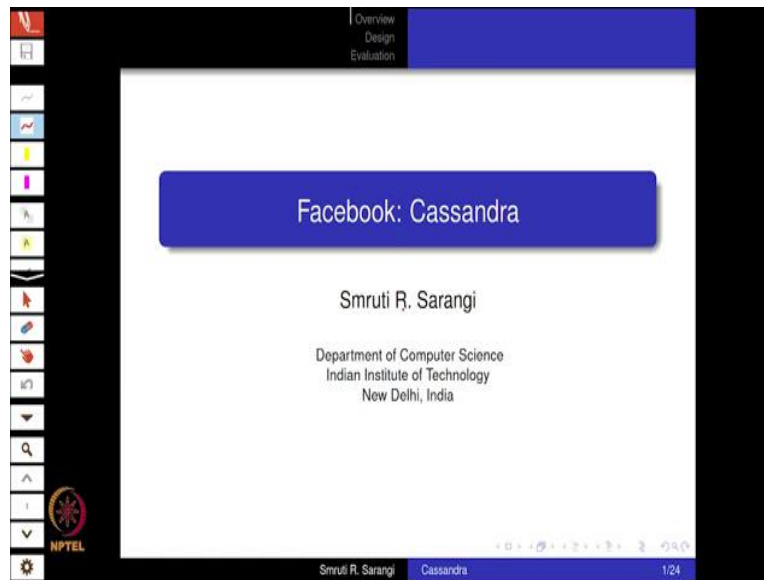 Overview
Design
Evaluation
Facebook: Cassandra
Smruti R. Sarangi
Department of Computer Science
Indian Institute of Technology
New Delhi, India
NPTEL
Smruti R. Sarangi Cassandra 1/24